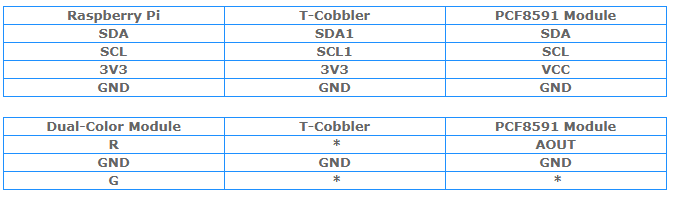 Raspberry Pi T-Cobbler PCF8591 Module
SDA SDA1 SDA
SCL SCL1 SCL
3V3 3V3 VCC
GND GND GND
Dual-Color Module T-Cobbler PCF8591 Module
R * AOUT
GND GND GND
G * *